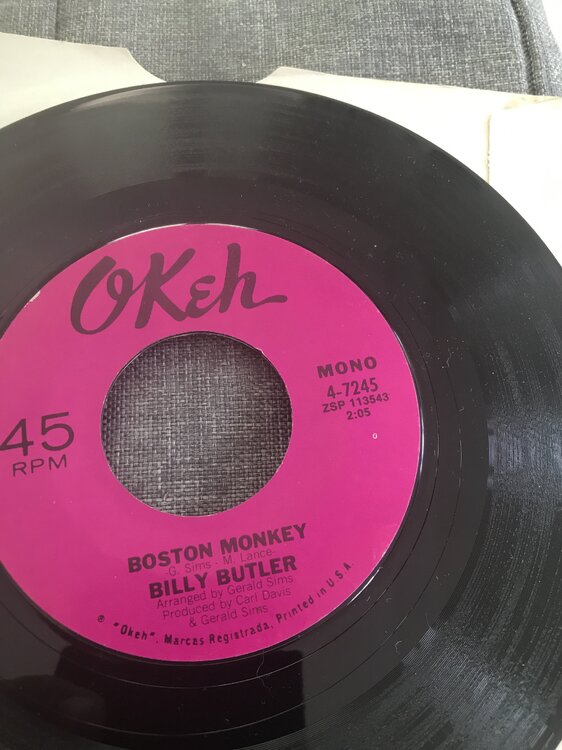 OKeh
MONO
4-7245
ZSP 113543
2:05
45
RPM
BOSTON MONKEY
-G. Sims - M. Lance-
BILLY BUTLER
Arranged by Gerald Sims
Produced by Carl Davis
& Gerald Sims
℗ "Okeh", Marcas Registrada, Printed in U.S.A.